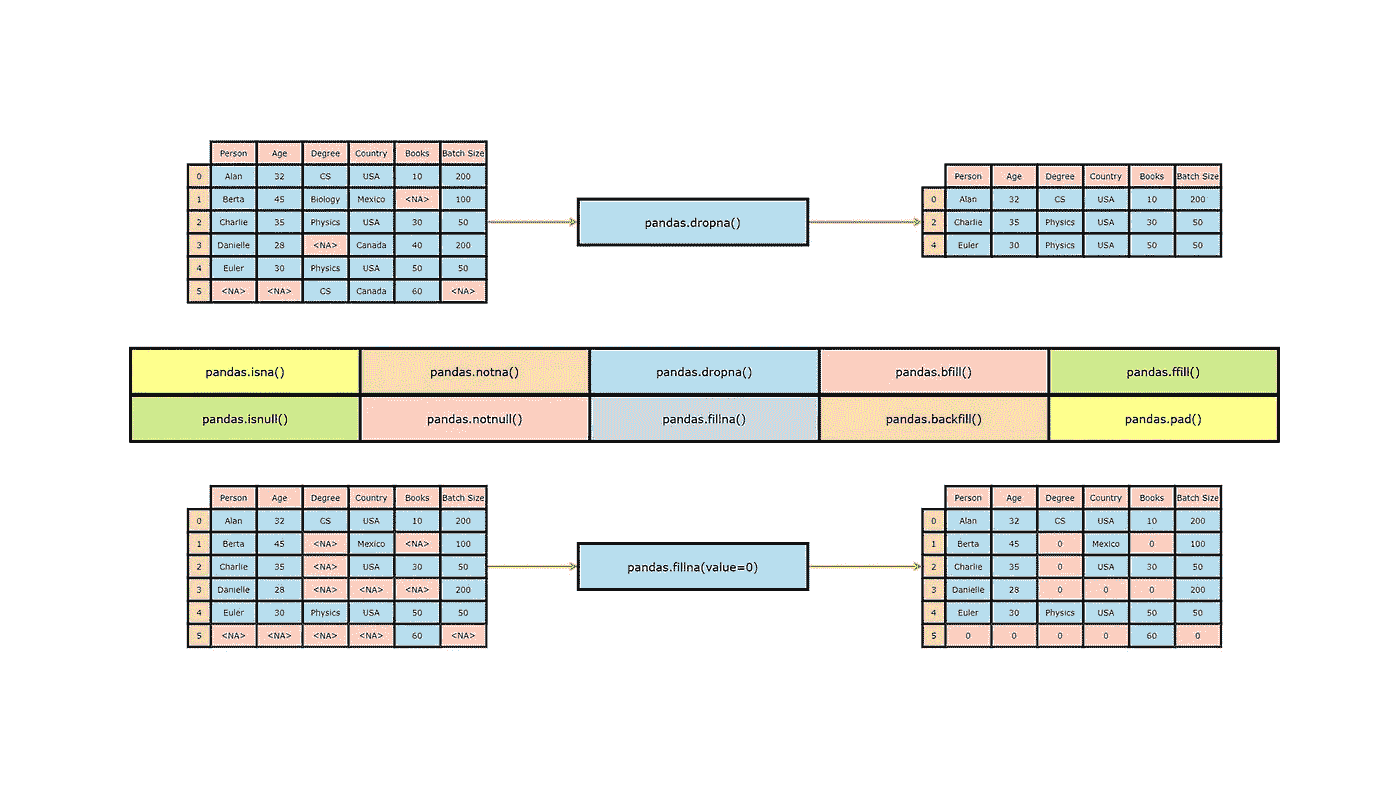 Person Age Degree Country Books Batch Size
0 Alan 32 CS USA 10 200
1 Berta 45 Biology Mexico <NA> 100
2 Charlie 35 Physics USA 30 50
3 Danielle 28 <NA> Canada 40 200
4 Euler 30 Physics USA 50 50
5 <NA> <NA> CS Canada 60 <NA>
pandas.dropna()
Person Age Degree Country Books Batch Size
0 Alan 32 CS USA 10 200
2 Charlie 35 Physics USA 30 50
4 Euler 30 Physics USA 50 50
pandas.isna() pandas.notna() pandas.dropna() pandas.bfill() pandas.ffill()
pandas.isnull() pandas.notnull() pandas.fillna() pandas.backfill() pandas.pad()
Person Age Degree Country Books Batch Size
0 Alan 32 CS USA 10 200
1 Berta 45 <NA> Mexico <NA> 100
2 Charlie 35 <NA> USA 30 50
3 Danielle 28 <NA> <NA> <NA> 200
4 Euler 30 Physics USA 50 50
5 <NA> <NA> <NA> <NA> 60 <NA>
pandas.fillna(value=0)
Person Age Degree Country Books Batch Size
0 Alan 32 CS USA 10 200
1 Berta 45 0 Mexico 0 100
2 Charlie 35 0 USA 30 50
3 Danielle 28 0 0 0 200
4 Euler 30 Physics USA 50 50
5 0 0 0 0 60 0